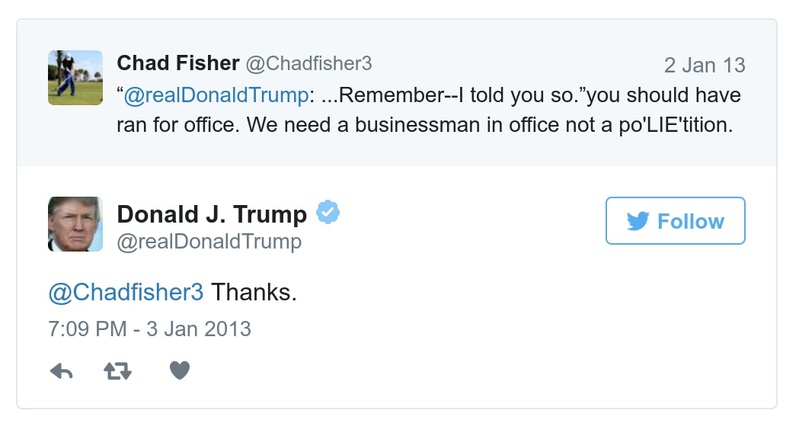 Chad Fisher @Chadfisher3 2 Jan 13
“@realDonaldTrump: ...Remember--I told you so.”you should have
ran for office. We need a businessman in office not a po'LIE'tition.
Donald J. Trump
@realDonaldTrump
Follow
@Chadfisher3 Thanks.
7:09 PM - 3 Jan 2013